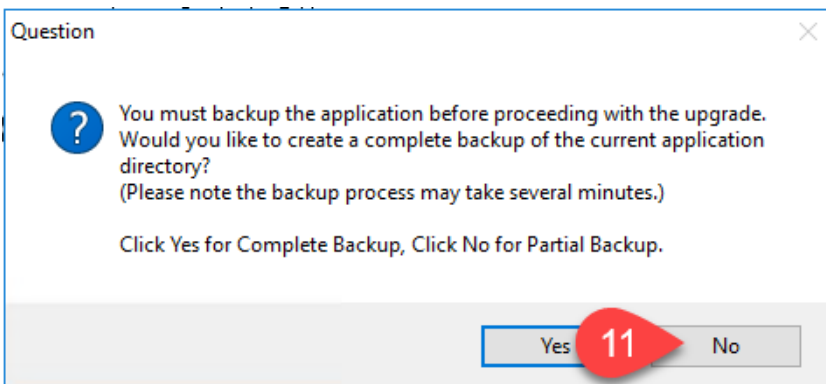 Question
?
You must backup the application before proceeding with the upgrade.
Would you like to create a complete backup of the current application
directory?
(Please note the backup process may take several minutes.)
Click Yes for Complete Backup, Click No for Partial Backup.
Yes 11 No